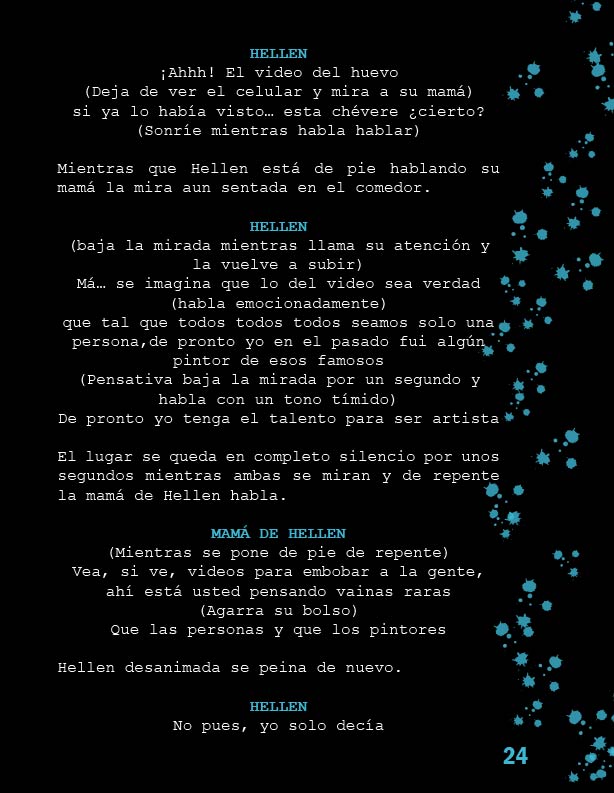 HELLEN
¡Ahhh! El video del huevo
(Deja de ver el celular y mira a su mamá)
si ya lo había visto… esta chévere ¿cierto?
(Sonríe mientras habla hablar)
Mientras que Hellen está de pie hablando su
mamá la mira aun sentada en el comedor.
HELLEN
(baja la mirada mientras llama su atención y
la vuelve a subir)
Má… se imagina que lo del video sea verdad
(habla emocionadamente)
que tal que todos todos todos seamos solo una
persona,de pronto yo en el pasado fui algún
pintor de esos famosos
(Pensativa baja la mirada por un segundo y
habla con un tono tímido)
De pronto yo tenga el talento para ser artista
El lugar se queda en completo silencio por unos
segundos mientras ambas se miran y de repente
la mamá de Hellen habla.
MAMÁ DE HELLEN
(Mientras se pone de pie de repente)
Vea, si ve, videos para embobar a la gente,
ahí está usted pensando vainas raras
(Agarra su bolso)
Que las personas y que los pintores
Hellen desanimada se peina de nuevo.
HELLEN
No pues, yo solo decía
24